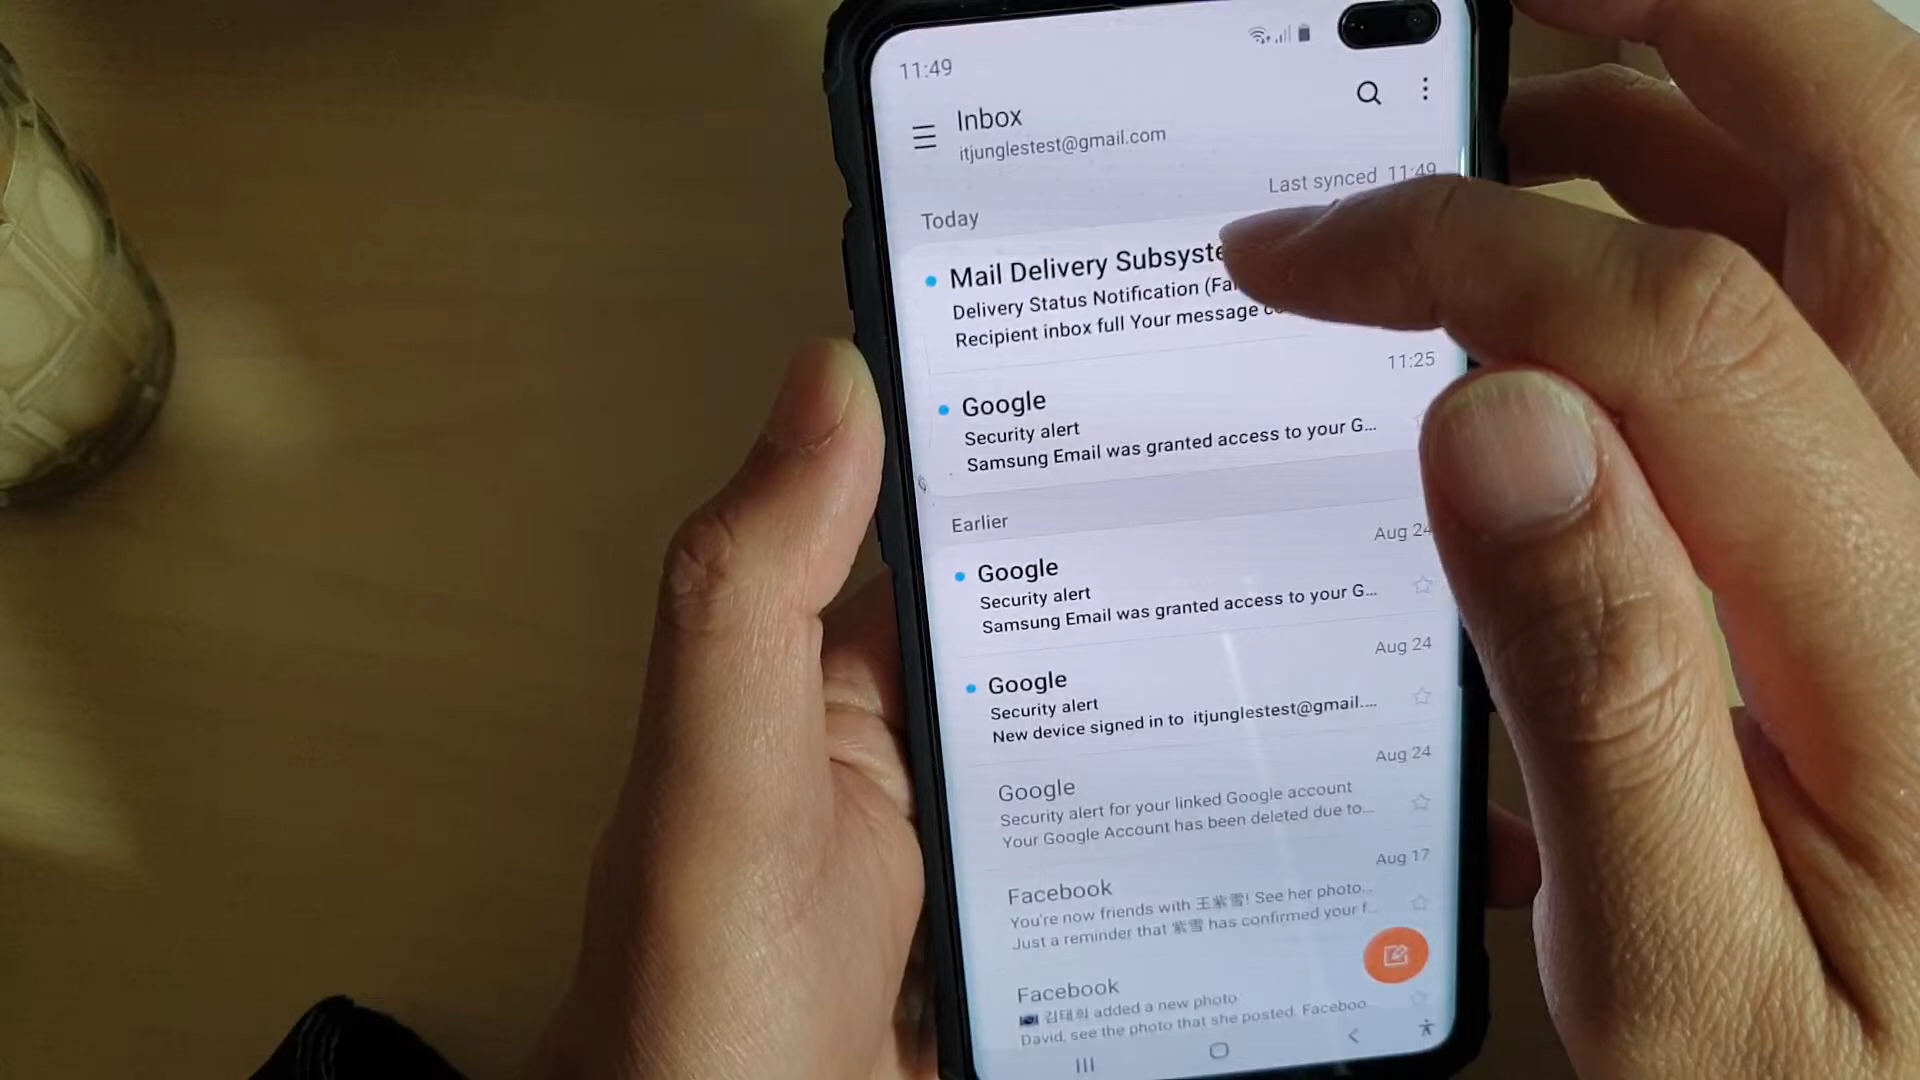 11:49
Inbox
itjunglestest@gmail.com
Last synced 11:49
Today
Mail Delivery Subsyste
Delivery Status Notification (Fai
Recipient inbox full Your message
11:25
Google
Security alert
Samsung Email was granted access to your G...
Earlier
Aug 24
Google
Security alert
Samsung Email was granted access to your G...
Aug 24
Google
Security alert
New device signed in to itjunglestest@gmail....
Aug 24
Google
Security alert for your linked Google account
Your Google Account has been deleted due to...
Aug 17
Facebook
You're now friends with 王紫雪! See her photo...
Just a reminder that 紫雪 has confirmed your f...
Facebook
김태희 added a new photo
David, see the photo that she posted. Faceboo...